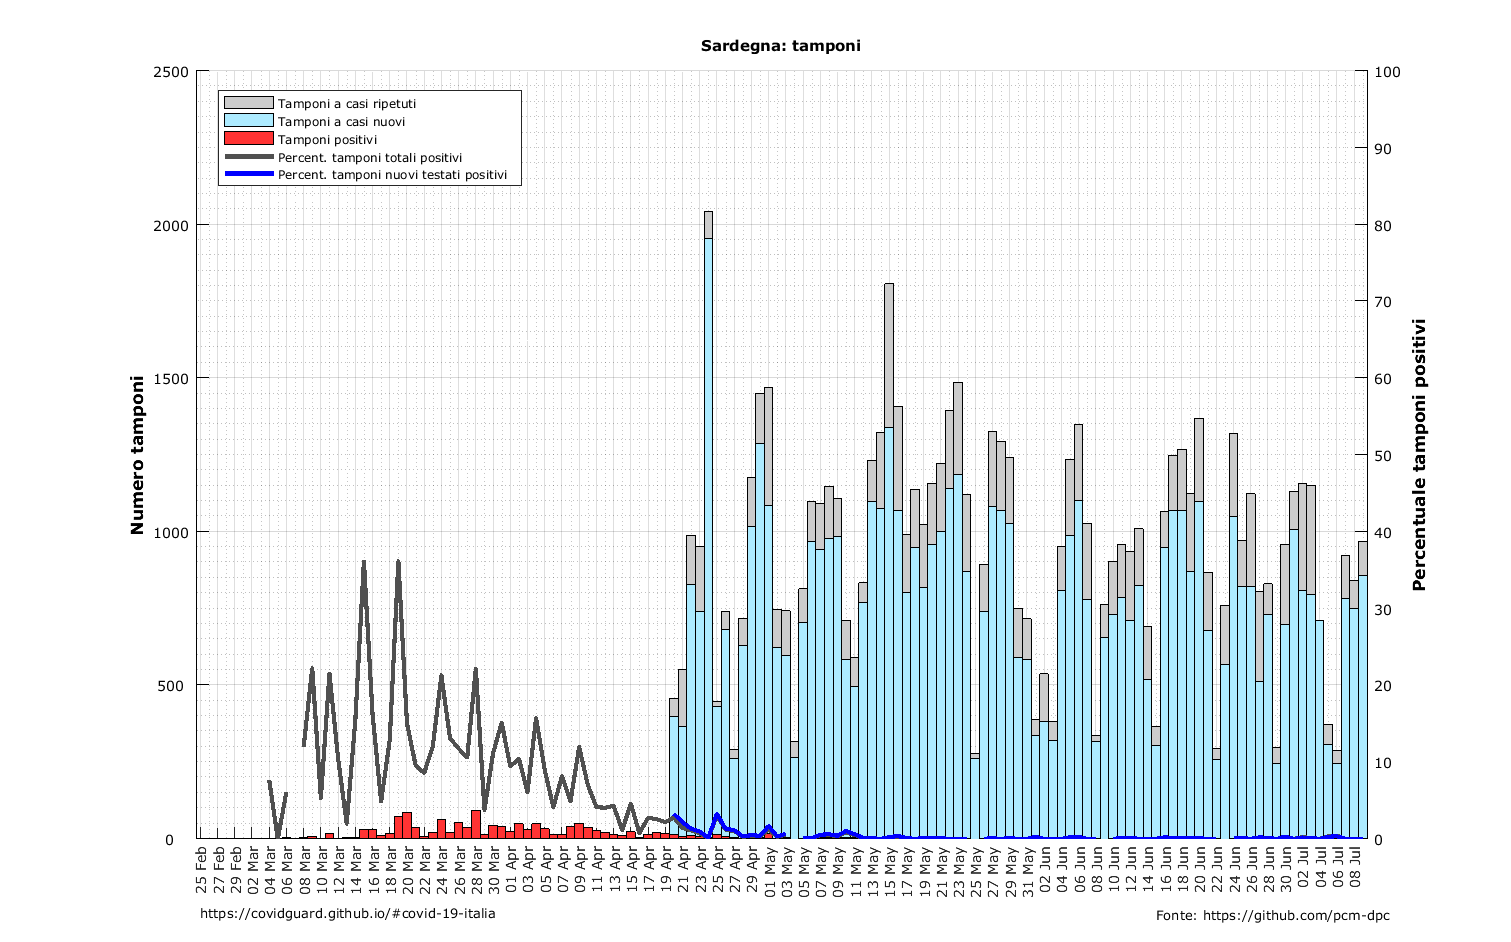 Sardegna: tamponi
Tamponi a casi ripetuti
Tamponi a casi nuovi
Tamponi positivi
Percent. tamponi totali positivi
Percent. tamponi nuovi testati positivi
Numero tamponi
2500
2000
1500
1000
500
0
100
90
80
70
60
50
40
30
20
10
0
Percentuale tamponi positivi
25 Feb
27 Feb
29 Feb
02 Mar
04 Mar
06 Mar
08 Mar
10 Mar
12 Mar
14 Mar
16 Mar
18 Mar
20 Mar
22 Mar
24 Mar
26 Mar
28 Mar
30 Mar
01 Apr
03 Apr
05 Apr
07 Apr
09 Apr
11 Apr
13 Apr
15 Apr
17 Apr
19 Apr
21 Apr
23 Apr
25 Apr
27 Apr
29 Apr
01 May
03 May
05 May
07 May
09 May
11 May
13 May
15 May
17 May
19 May
21 May
23 May
25 May
27 May
29 May
31 May
02 Jun
04 Jun
06 Jun
08 Jun
10 Jun
12 Jun
14 Jun
16 Jun
18 Jun
20 Jun
22 Jun
24 Jun
26 Jun
28 Jun
30 Jun
02 Jul
04 Jul
06 Jul
08 Jul
https://covidguard.github.io/#covid-19-italia
Fonte: https://github.com/pcm-dpc